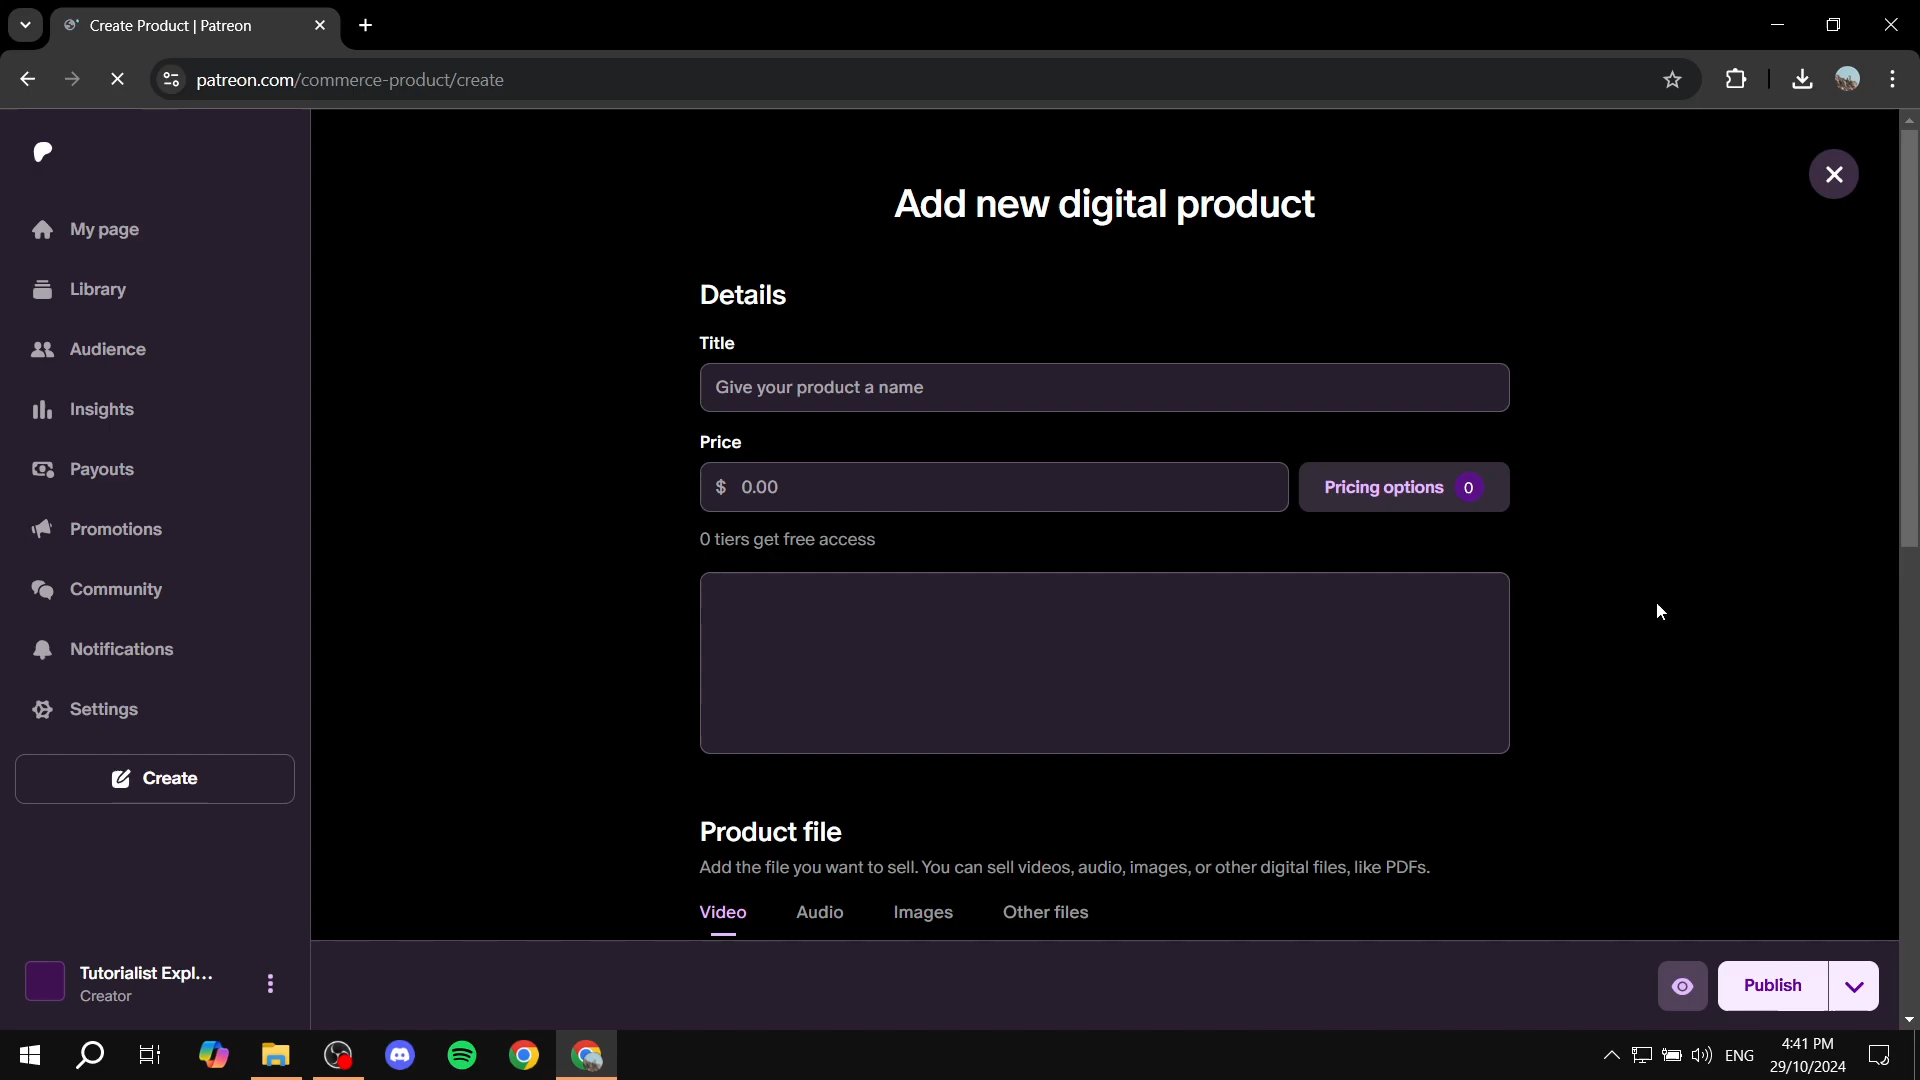 Create Product | Patreon
patreon.com/commerce-product/create
My page
Library
Audience
Insights
Payouts
Promotions
Community
Notifications
Settings
Create
Tutorialist Expl...
Creator
Add new digital product
Details
Title
Give your product a name
Price
$ 0.00
Pricing options 0
0 tiers get free access
Product file
Add the file you want to sell. You can sell videos, audio, images, or other digital files, like PDFs.
Video Audio Images Other files
Publish
ENG
4:41 PM
29/10/2024